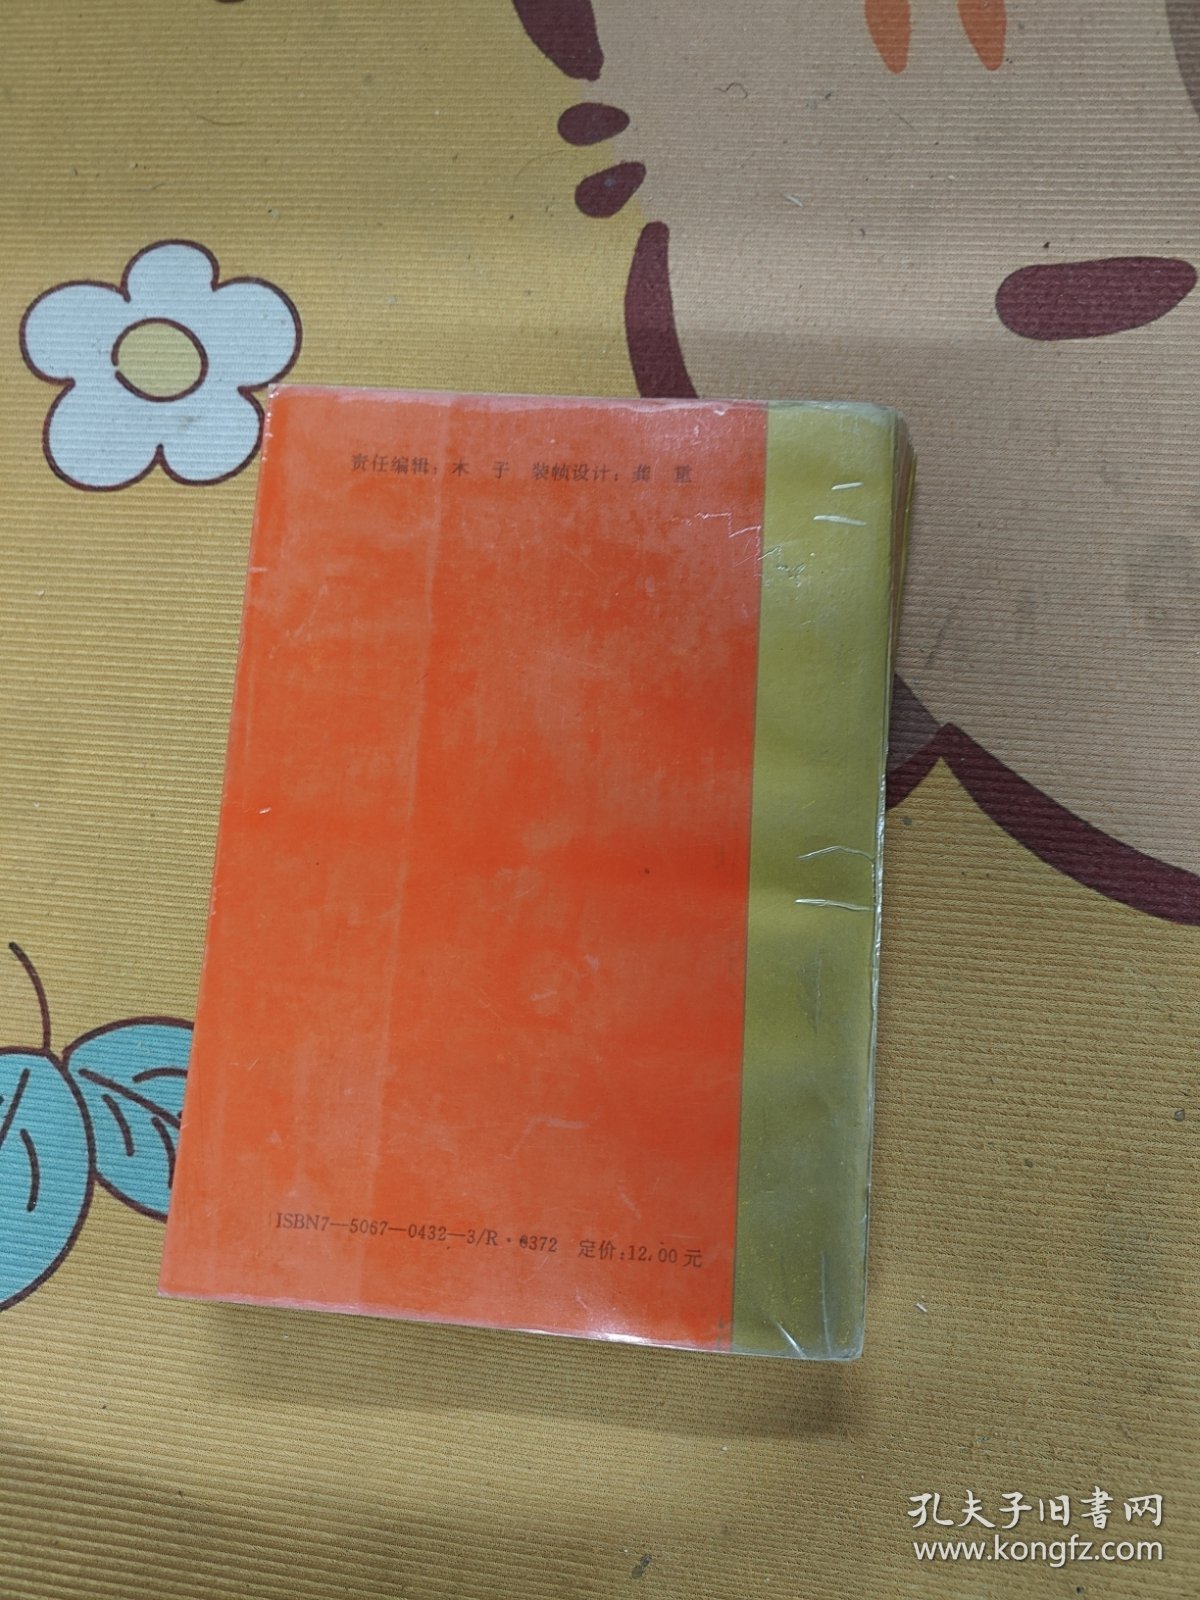 责任编辑：木 子 装帧设计：龚 重
ISBN7—5067—0432—3/R·0372 定价：12.00元
孔夫子旧书网
www.kongfz.com